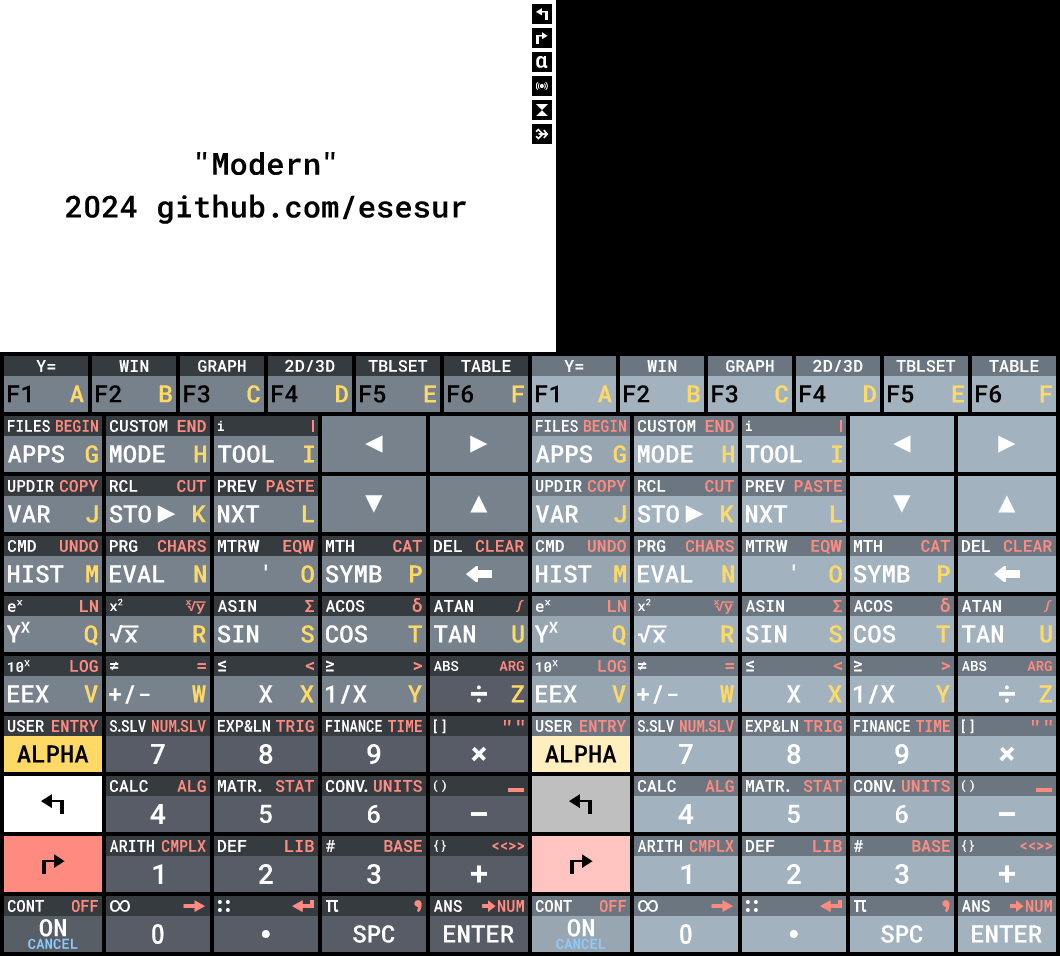 α
"Modern"
2024 github.com/esesur
Y= WIN GRAPH 2D/3D TBLSET TABLE Y= WIN GRAPH 2D/3D TBLSET TABLE
F1 A F2 B F3 C F4 D F5 E F6 F F1 A F2 B F3 C F4 D F5 E F6 F
FILES BEGIN CUSTOM END i | FILES BEGIN CUSTOM END i |
APPS G MODE H TOOL I ◀ ▶ APPS G MODE H TOOL I ◀ ▶
UPDIR COPY RCL CUT PREV PASTE UPDIR COPY RCL CUT PREV PASTE
VAR J STO▶ K NXT L ▼ ▲ VAR J STO▶ K NXT L ▼ ▲
CMD UNDO PRG CHARS MTRW EQW MTH CAT DEL CLEAR CMD UNDO PRG CHARS MTRW EQW MTH CAT DEL CLEAR
HIST M EVAL N ' O SYMB P ← HIST M EVAL N ' O SYMB P ←
eˣ LN x² ˣ√y ASIN Σ ACOS δ ATAN ∫ eˣ LN x² ˣ√y ASIN Σ ACOS δ ATAN ∫
Yˣ Q √x R SIN S COS T TAN U Yˣ Q √x R SIN S COS T TAN U
10ˣ LOG ≠ = ≤ < ≥ > ABS ARG 10ˣ LOG ≠ = ≤ < ≥ > ABS ARG
EEX V +/- W X X 1/X Y ÷ Z EEX V +/- W X X 1/X Y ÷ Z
USER ENTRY S.SLV NUM.SLV EXP&LN TRIG FINANCE TIME [] "" USER ENTRY S.SLV NUM.SLV EXP&LN TRIG FINANCE TIME [] ""
ALPHA 7 8 9 × ALPHA 7 8 9 ×
CALC ALG MATR. STAT CONV. UNITS () _ CALC ALG MATR. STAT CONV. UNITS () _
↰ 4 5 6 − ↰ 4 5 6 −
ARITH CMPLX DEF LIB # BASE {} <<>> ARITH CMPLX DEF LIB # BASE {} <<>>
↱ 1 2 3 + ↱ 1 2 3 +
CONT OFF ∞ → :: ↵ π , ANS →NUM CONT OFF ∞ → :: ↵ π , ANS →NUM
ON 0 • SPC ENTER ON 0 • SPC ENTER
CANCEL CANCEL